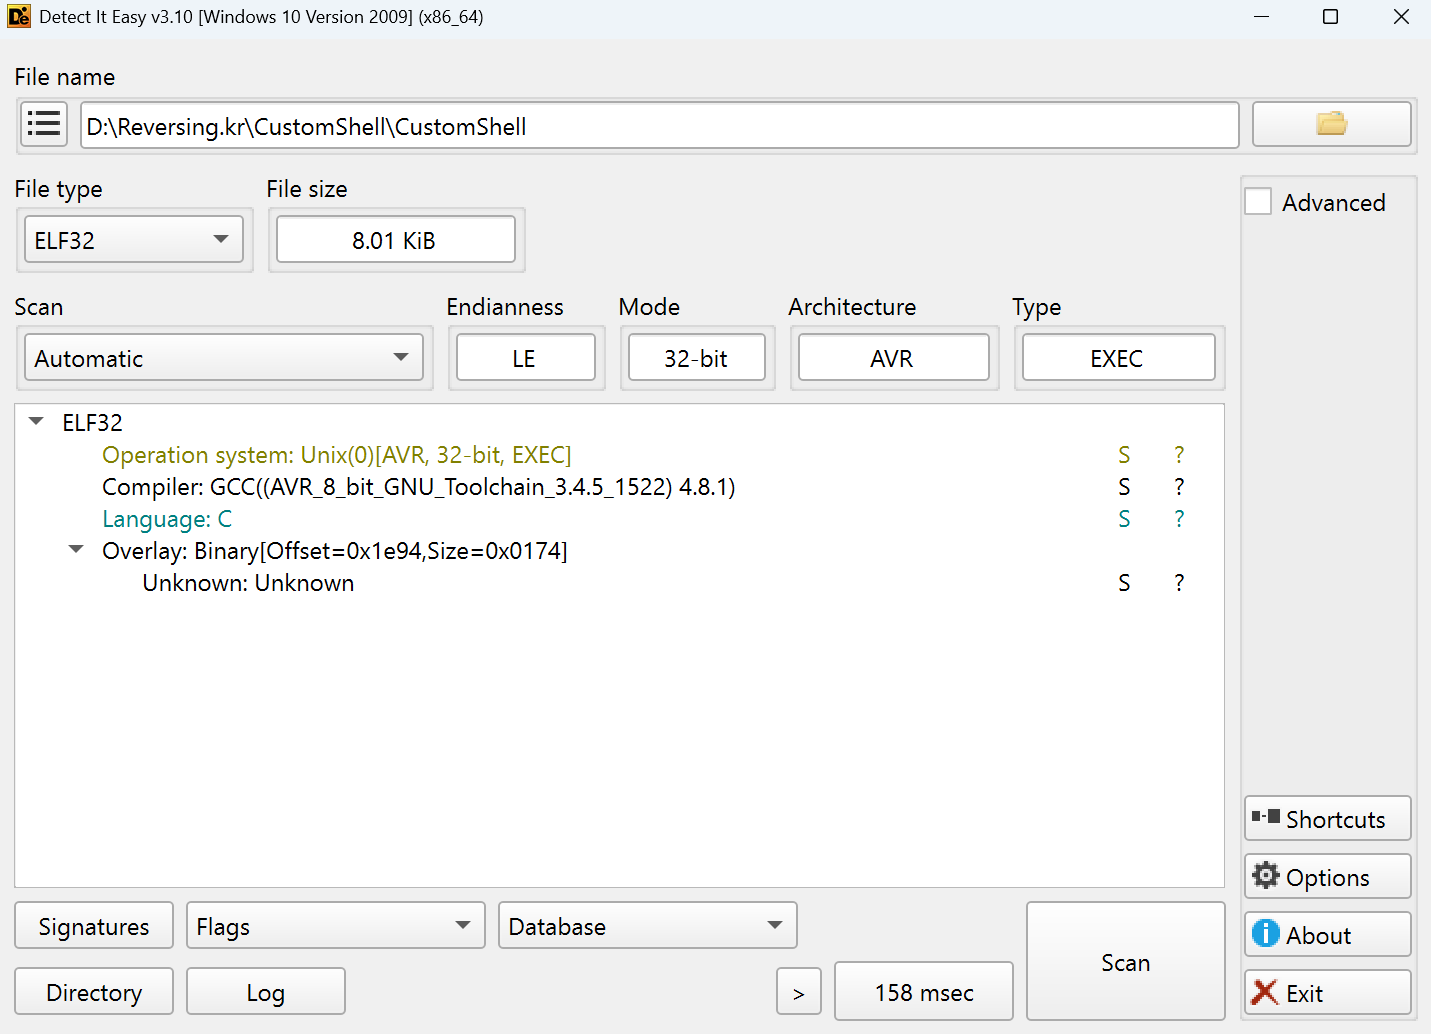 Detect It Easy v3.10 [Windows 10 Version 2009] (x86_64)
File name
D:\Reversing.kr\CustomShell\CustomShell
File type File size
Advanced
ELF32 8.01 KiB
Scan Endianness Mode Architecture Type
Automatic LE 32-bit AVR EXEC
ELF32
Operation system: Unix(0)[AVR, 32-bit, EXEC] S ?
Compiler: GCC((AVR_8_bit_GNU_Toolchain_3.4.5_1522) 4.8.1) S ?
Language: C S ?
Overlay: Binary[Offset=0x1e94,Size=0x0174]
Unknown: Unknown S ?
Shortcuts
Options
Signatures Flags Database
About
Scan
Directory Log > 158 msec
Exit